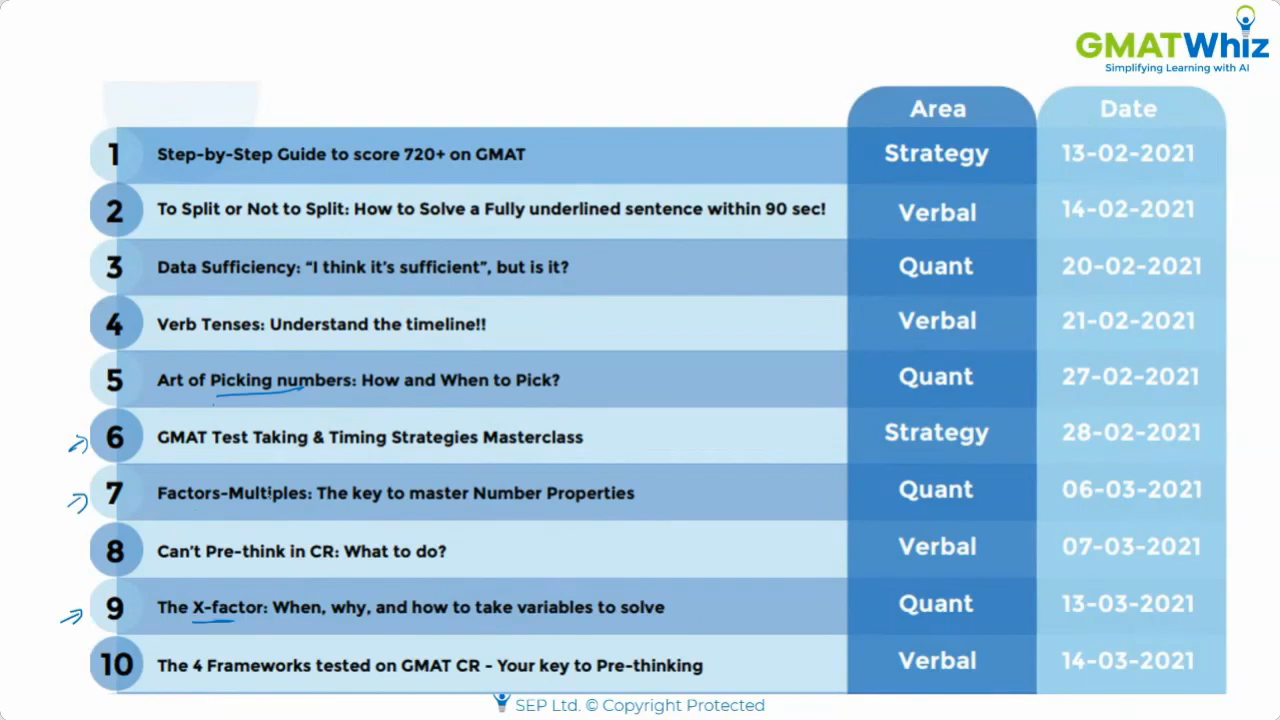 GMATWhiz
Simplifying Learning with AI
Area Date
1 Step-by-Step Guide to score 720+ on GMAT Strategy 13-02-2021
2 To Split or Not to Split: How to Solve a Fully underlined sentence within 90 sec! Verbal 14-02-2021
3 Data Sufficiency: “I think it’s sufficient”, but is it? Quant 20-02-2021
4 Verb Tenses: Understand the timeline!! Verbal 21-02-2021
5 Art of Picking numbers: How and When to Pick? Quant 27-02-2021
6 GMAT Test Taking & Timing Strategies Masterclass Strategy 28-02-2021
7 Factors-Multiples: The key to master Number Properties Quant 06-03-2021
8 Can’t Pre-think in CR: What to do? Verbal 07-03-2021
9 The X-factor: When, why, and how to take variables to solve Quant 13-03-2021
10 The 4 Frameworks tested on GMAT CR - Your key to Pre-thinking Verbal 14-03-2021
SEP Ltd. © Copyright Protected